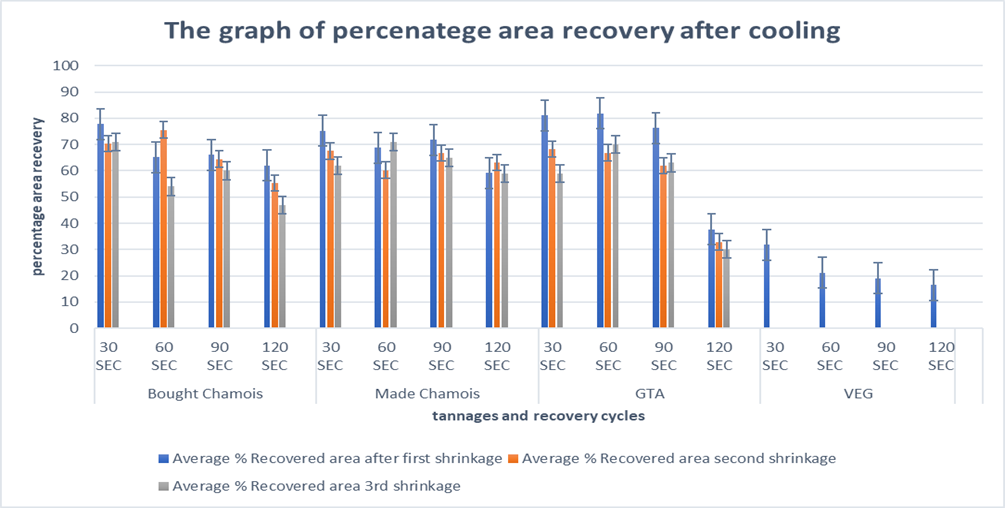 The graph of percenatege area recovery after cooling
percentage area recevery
100
90
80
70
60
50
40
30
20
10
0
30 SEC
60 SEC
90 SEC
120 SEC
30 SEC
60 SEC
90 SEC
120 SEC
30 SEC
60 SEC
90 SEC
120 SEC
30 SEC
60 SEC
90 SEC
120 SEC
Bought Chamois
Made Chamois
GTA
VEG
tannages and recovery cycles
Average % Recovered area after first shrinkage
Average % Recovered area second shrinkage
Average % Recovered area 3rd shrinkage